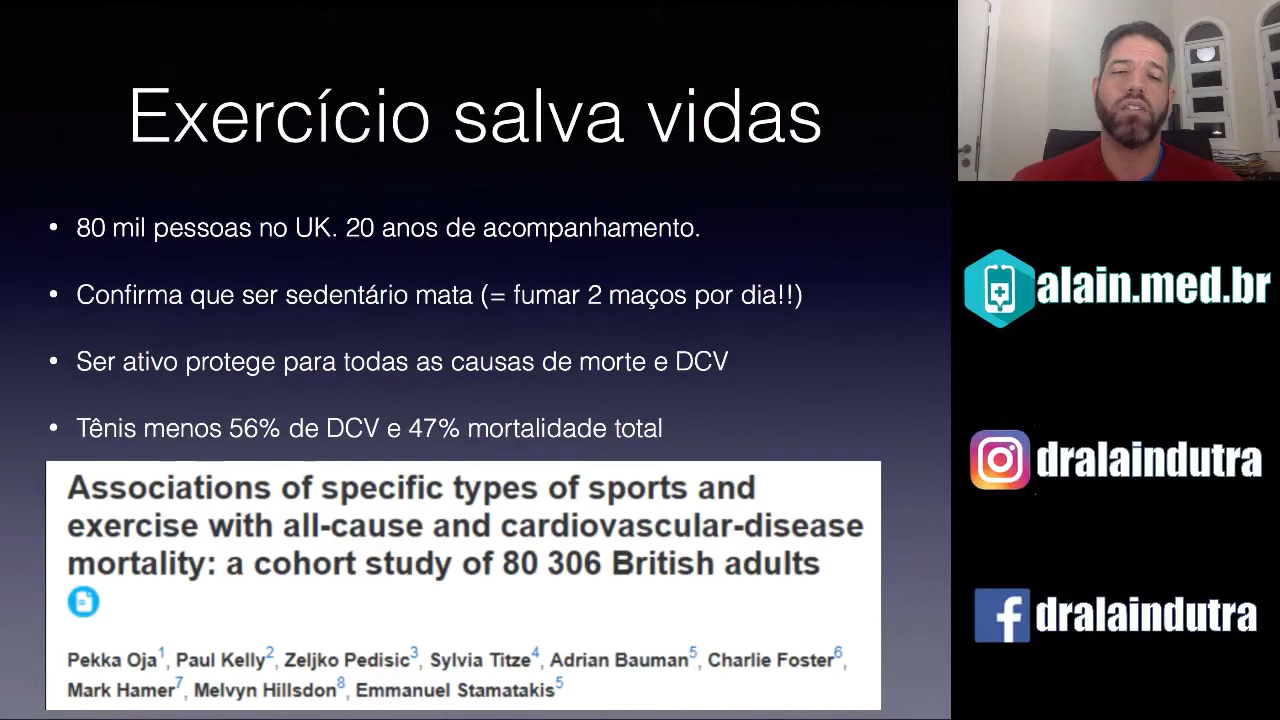 Exercício salva vidas
• 80 mil pessoas no UK. 20 anos de acompanhamento.
• Confirma que ser sedentário mata (= fumar 2 maços por dia!!)
• Ser ativo protege para todas as causas de morte e DCV
• Tênis menos 56% de DCV e 47% mortalidade total
Associations of specific types of sports and
exercise with all-cause and cardiovascular-disease
mortality: a cohort study of 80 306 British adults
Pekka Oja1, Paul Kelly2, Zeljko Pedisic3, Sylvia Titze4, Adrian Bauman5, Charlie Foster6,
Mark Hamer7, Melvyn Hillsdon8, Emmanuel Stamatakis5
alain.med.br
dralaindutra
dralaindutra